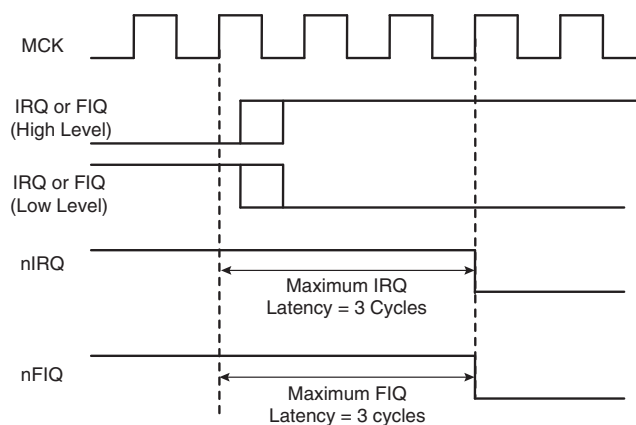 MCK
IRQ or FIQ
(High Level)
IRQ or FIQ
(Low Level)
nIRQ
Maximum IRQ
Latency = 3 Cycles
nFIQ
Maximum FIQ
Latency = 3 cycles